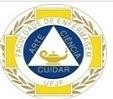 FACULDADE DE ENFERMAGEM
ARTE
CIÊNCIA
CUIDAR
UFJF